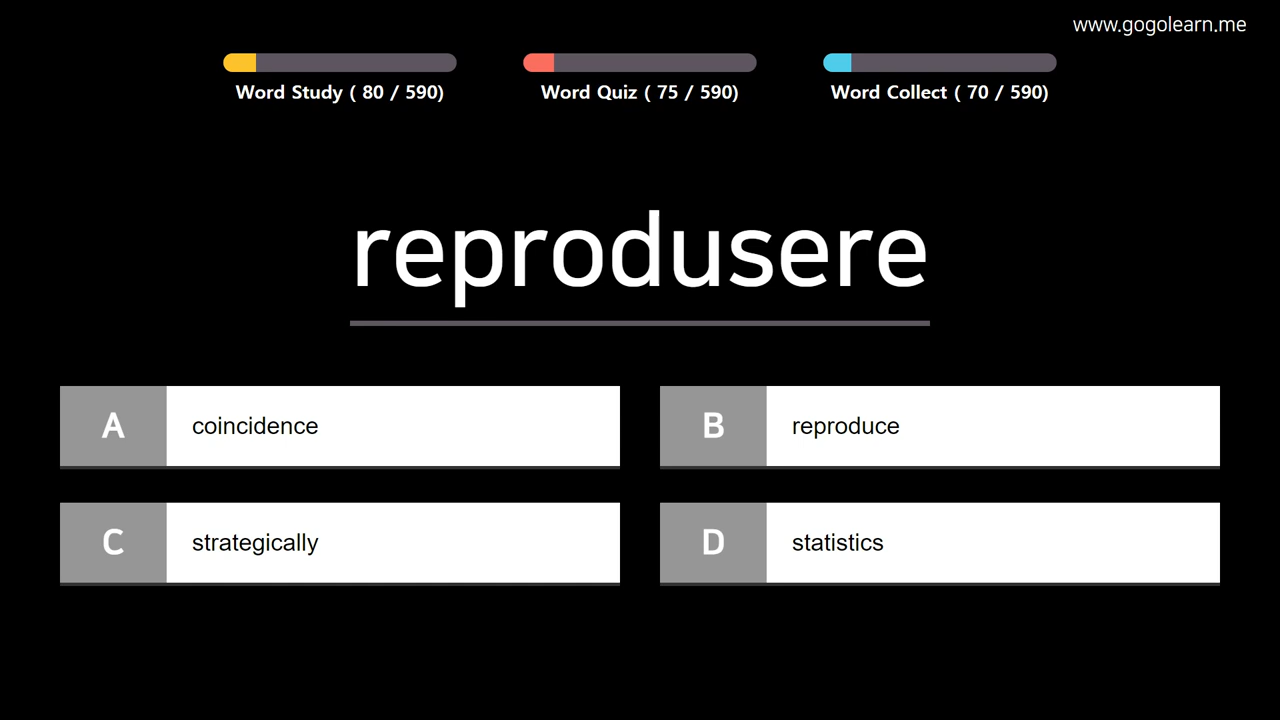 www.gogolearn.me
Word Study ( 80 / 590)
Word Quiz ( 75 / 590)
Word Collect ( 70 / 590)
reprodusere
A coincidence
B reproduce
C strategically
D statistics